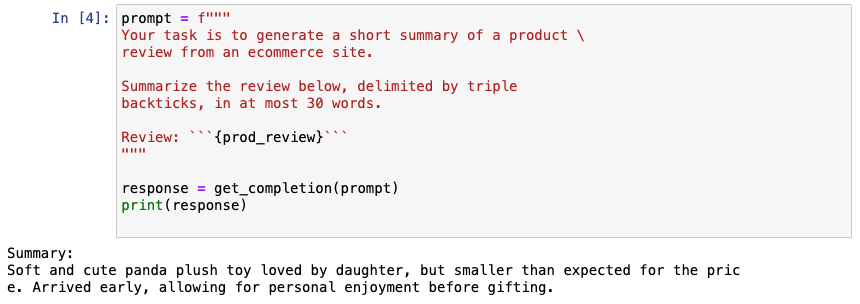 In [4]: prompt = f"""
Your task is to generate a short summary of a product \
review from an ecommerce site.
Summarize the review below, delimited by triple
backticks, in at most 30 words.
Review: ```{prod_review}```
"""
response = get_completion(prompt)
print(response)
Summary:
Soft and cute panda plush toy loved by daughter, but smaller than expected for the pric
e. Arrived early, allowing for personal enjoyment before gifting.